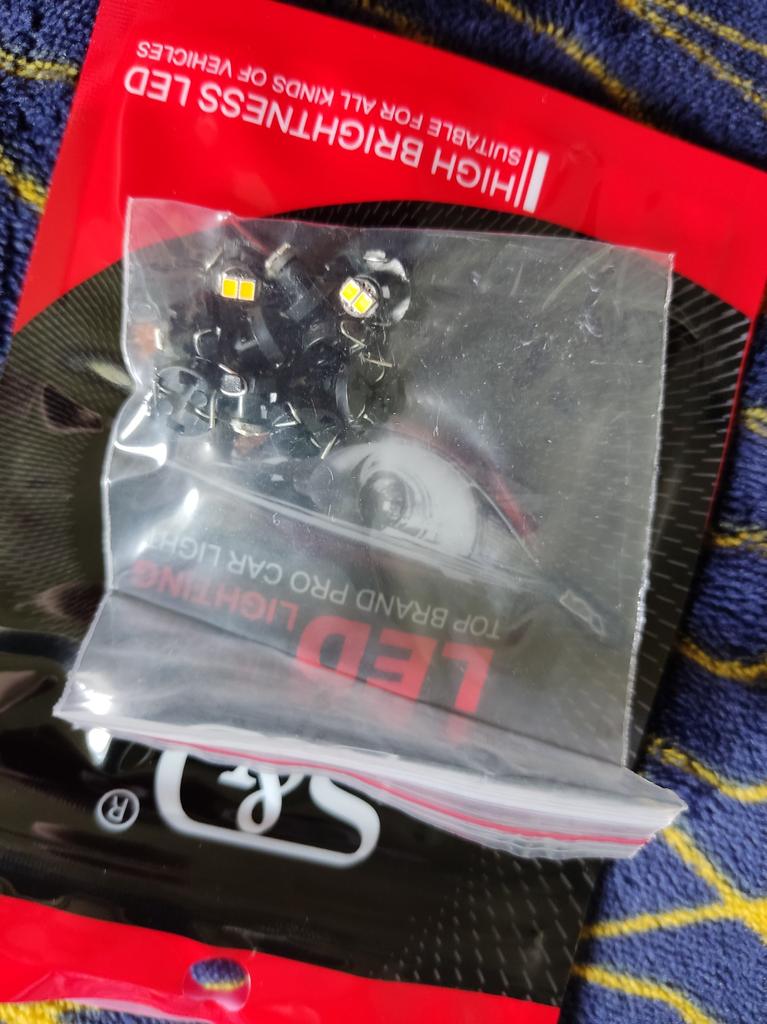 S&
®
LED LIGHTING
TOP BRAND PRO CAR LIGHT
HIGH BRIGHTNESS LED
SUITABLE FOR ALL KINDS OF VEHICLES